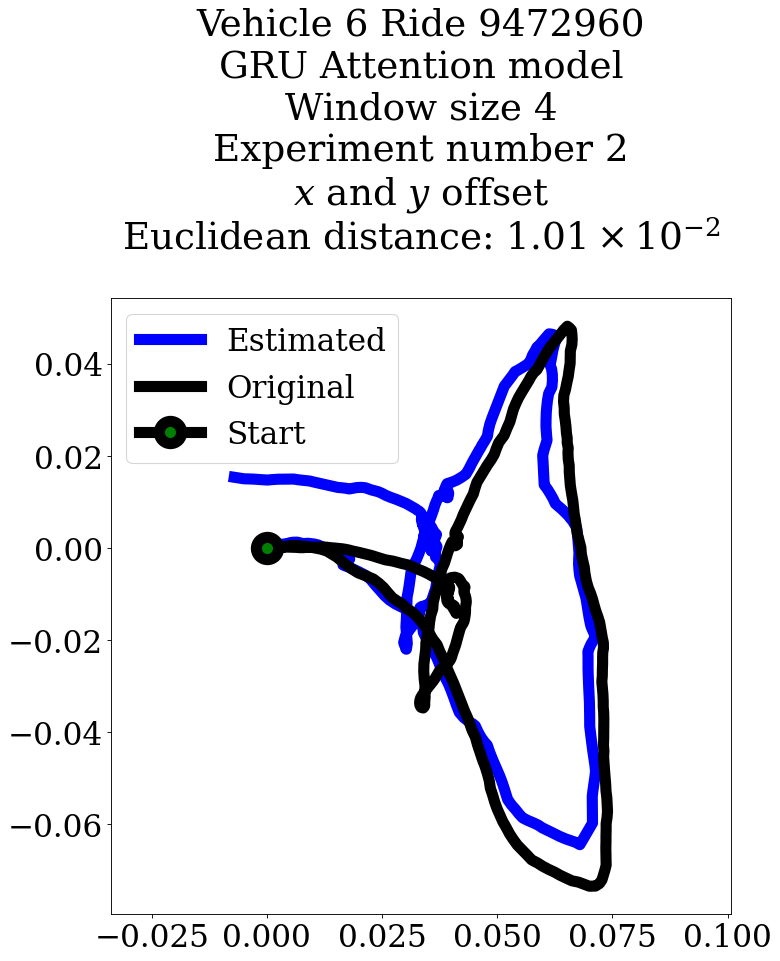 Vehicle 6 Ride 9472960
GRU Attention model
Window size 4
Experiment number 2
x and y offset
Euclidean distance: 1.01 × 10⁻²
Estimated
Original
Start
0.04
0.02
0.00
−0.02
−0.04
−0.06
−0.025 0.000 0.025 0.050 0.075 0.100